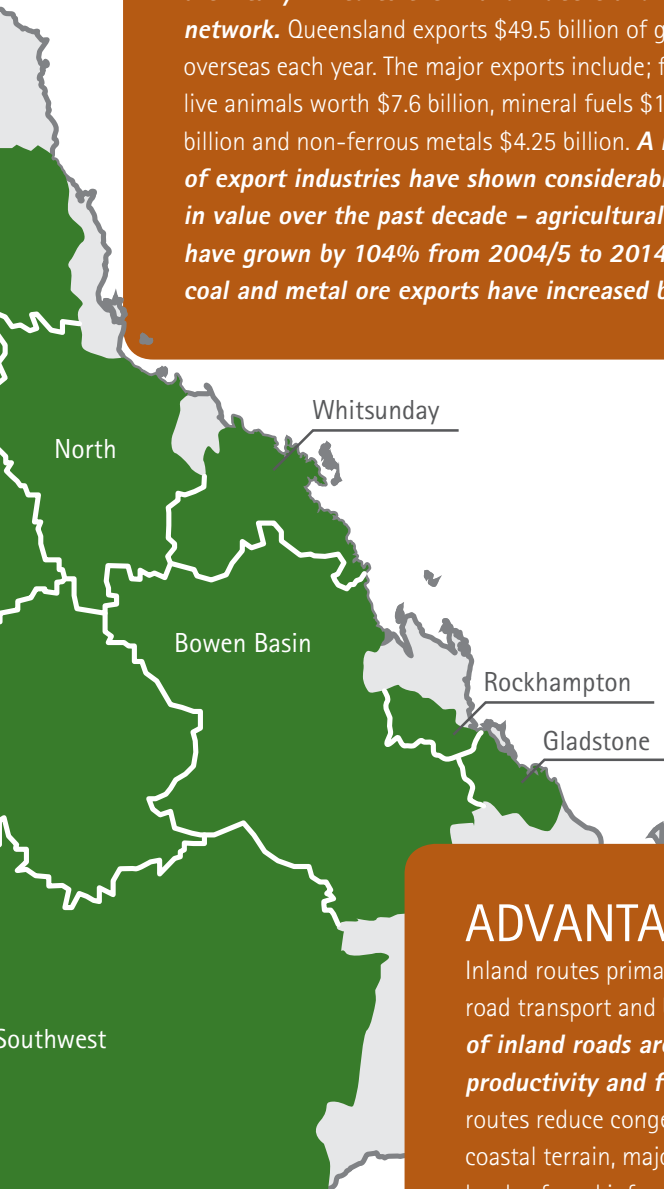 network. Queensland exports $49.5 billion of g
overseas each year. The major exports include; f
live animals worth $7.6 billion, mineral fuels $1
billion and non-ferrous metals $4.25 billion. A
of export industries have shown considerabl
in value over the past decade – agricultural
have grown by 104% from 2004/5 to 2014
coal and metal ore exports have increased b
Whitsunday
North
Bowen Basin
Rockhampton
Gladstone
ADVANTA
Inland routes prima
road transport and
of inland roads are
productivity and f
routes reduce conge
coastal terrain, majo
Southwest